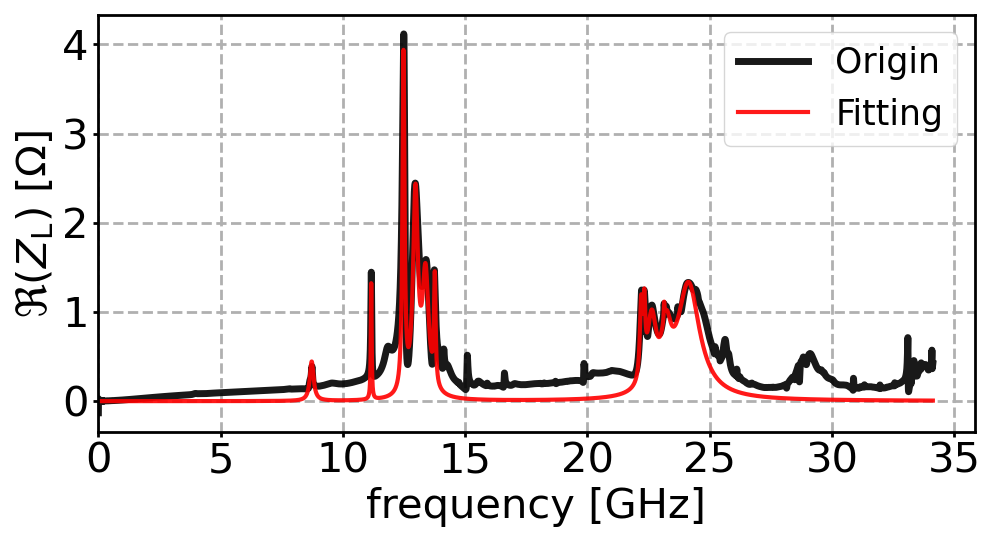 4
3
2
1
0
ℜ(Z_L) [Ω]
Origin
Fitting
0 5 10 15 20 25 30 35
frequency [GHz]